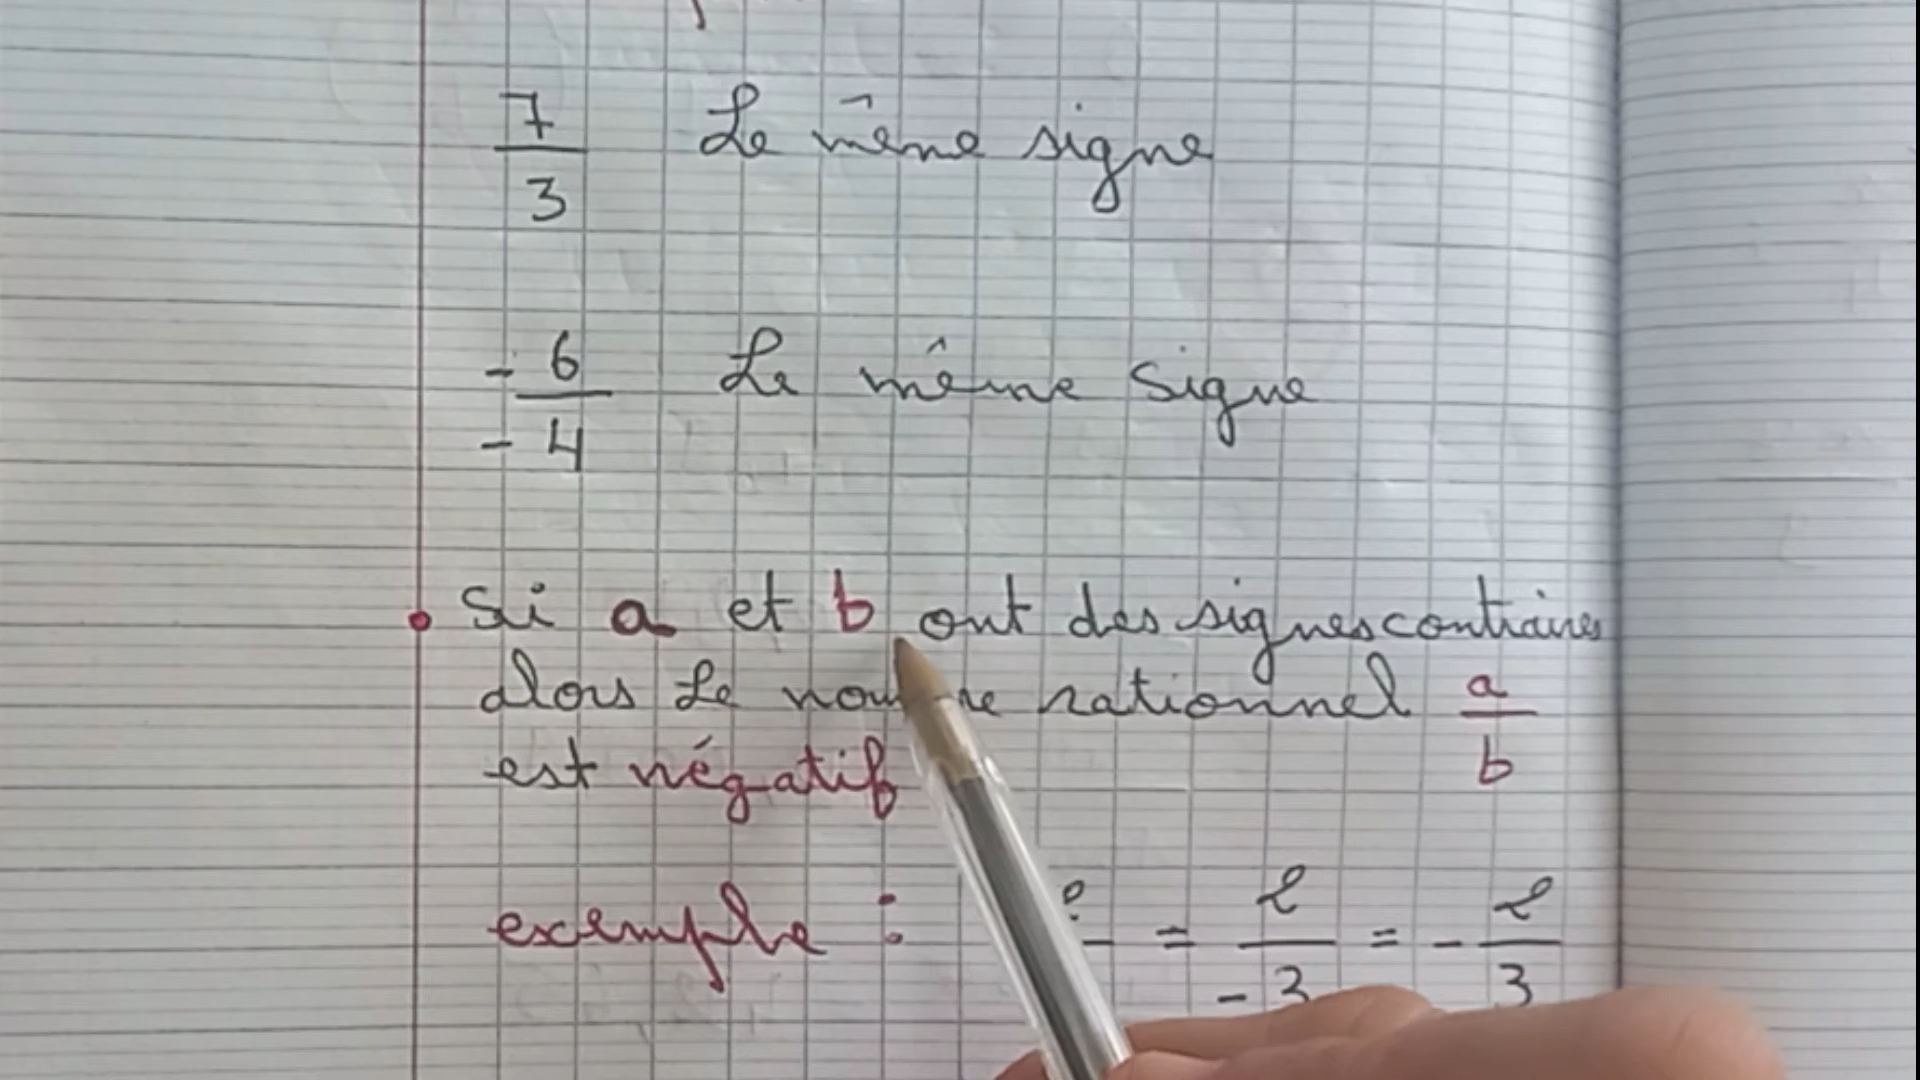 7/3 Le même signe
-6/-4 Le même signe
• Si a et b ont des signes contraires
alors Le rationnel a/b
est négatif
exemple : = 2/-3 = -2/3